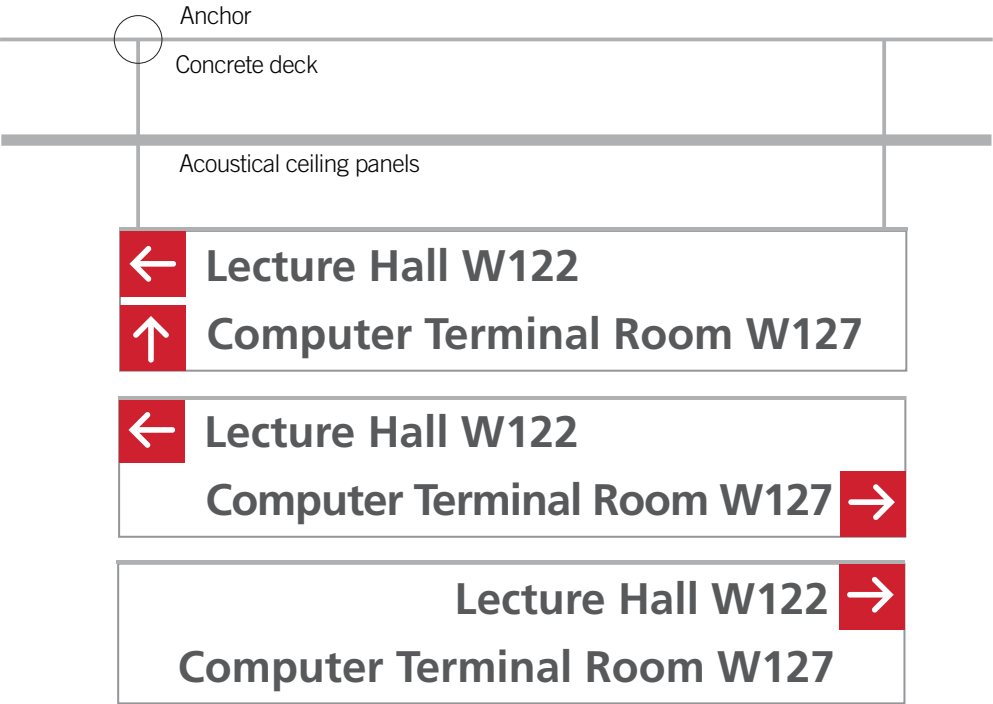 Anchor
Concrete deck
Acoustical ceiling panels
Lecture Hall W122
Computer Terminal Room W127
Lecture Hall W122
Computer Terminal Room W127
Lecture Hall W122
Computer Terminal Room W127